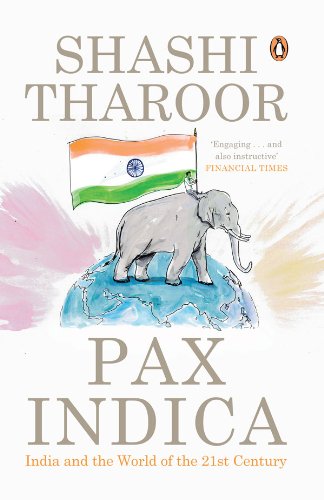 SHASHI
THAROOR
'Engaging . . . and
also instructive'
FINANCIAL TIMES
PAX
INDICA
India and the World of the 21st Century